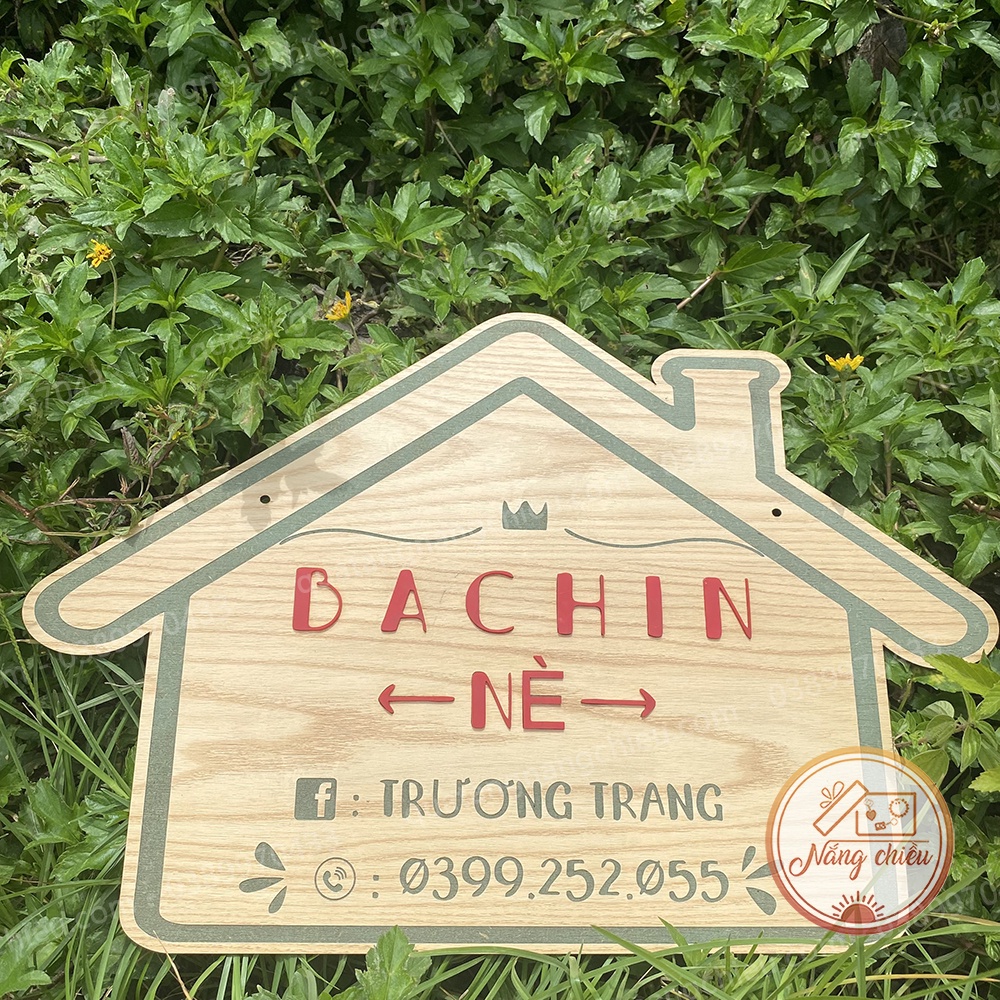 BACHIN
NÈ
f : TRƯƠNG TRANG
: 0399.252.055
Nắng chiều